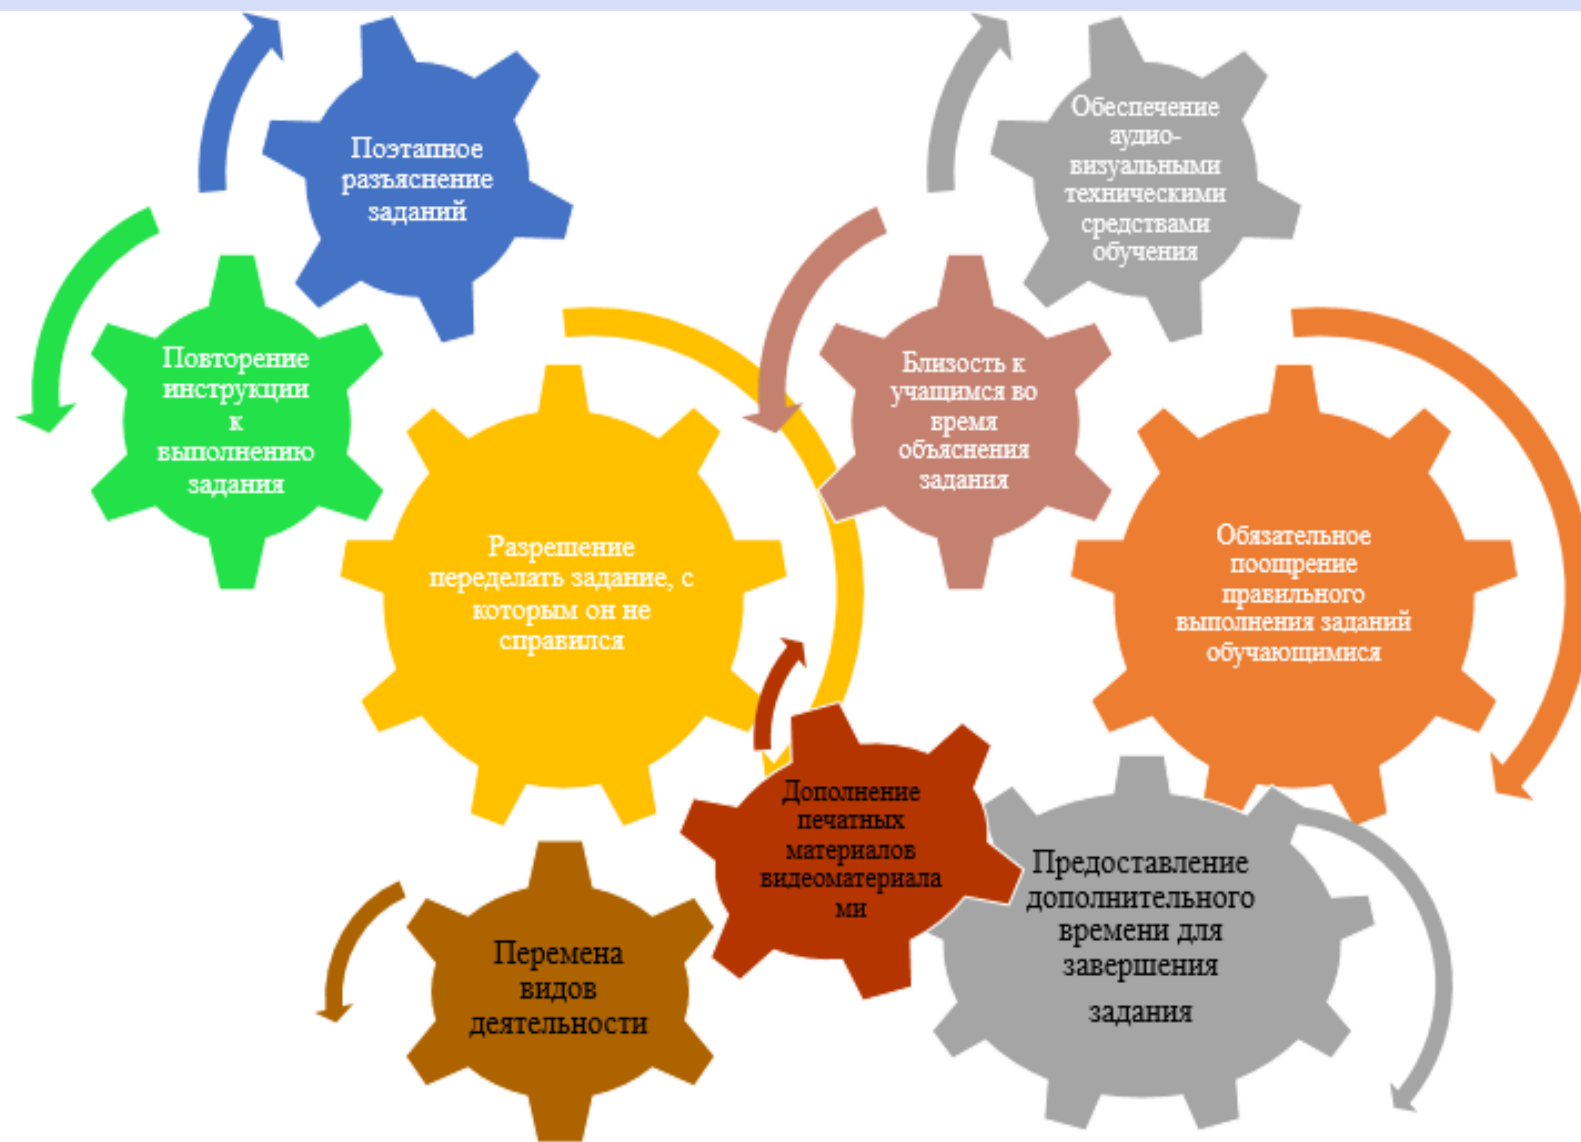 Поэтапное
разъяснение
заданий
Обеспечение
аудио-
визуальными
техническими
средствами
обучения
Повторение
инструкции
к
выполнению
задания
Близость к
учащимся во
время
объяснения
задания
Разрешение
переделать задание, с
которым он не
справился
Обязательное
поощрение
правильного
выполнения заданий
обучающимися
Дополнение
печатных
материалов
видеоматериала
ми
Предоставление
дополнительного
времени для
завершения
задания
Перемена
видов
деятельности